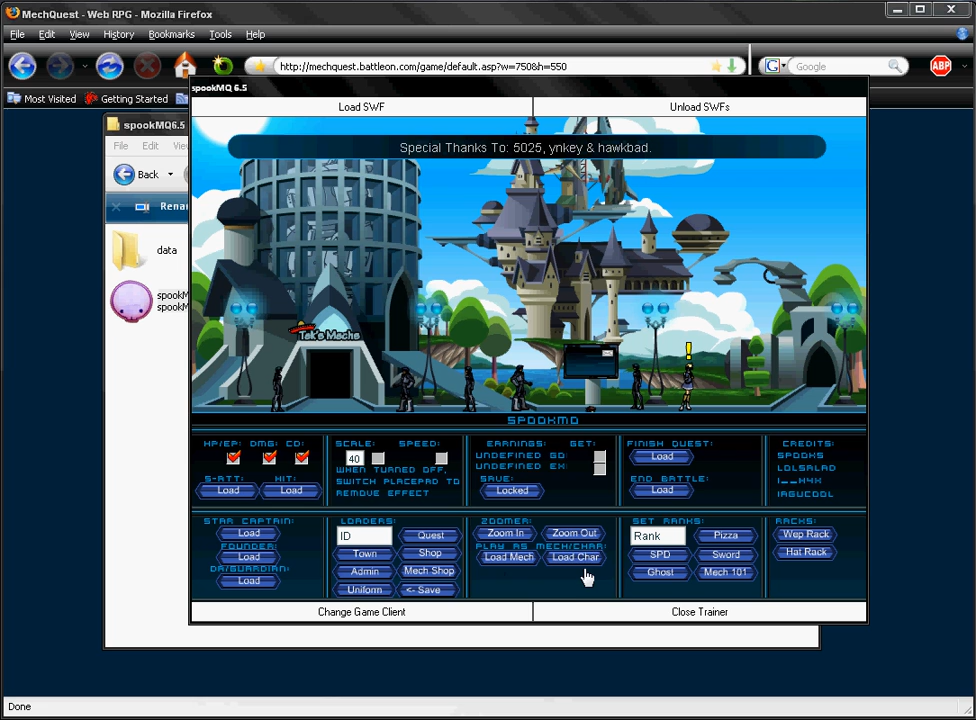 MechQuest - Web RPG - Mozilla Firefox
File Edit View History Bookmarks Tools Help
http://mechquest.battleon.com/game/default.asp?w=750&h=550
Google
ABP
Most Visited Getting Started
spookMQ6.5
File Edit
Back
data
spookMQ 6.5
Load SWF Unload SWFs
Special Thanks To: 5025, ynkey & hawkbad.
Tek's Mechs
SPOOKMQ
HP/EP: DMG: CD:
S-ATT: HIT:
Load Load
SCALE: SPEED:
40
WHEN TURNED OFF,
SWITCH PLACEPAD TO
REMOVE EFFECT
EARNINGS: GET:
UNDEFINED GO:
UNDEFINED EX:
SAVE:
Locked
FINISH QUEST:
Load
END BATTLE:
Load
CREDITS:
SPOOKS
LOLSALAD
I__H4X
IAGUCOOL
STAR CAPTAIN:
Load
FOUNDER:
Load
DA/GUARDIAN:
Load
LOADERS:
ID Quest
Town Shop
Admin Mech Shop
Uniform <- Save
ZOOMER:
Zoom In Zoom Out
PLAY AS MECH/CHAR:
Load Mech Load Char
SET RANKS:
Rank Pizza
SPD Sword
Ghost Mech 101
RACKS:
Wep Rack
Hat Rack
Change Game Client Close Trainer
Done